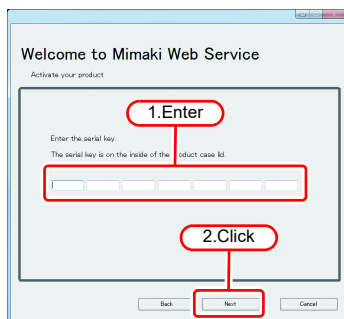 Welcome to Mimaki Web Service
Activate your product
1.Enter
Enter the serial key.
The serial key is on the inside of the product case lid.
2.Click
Back Next Cancel